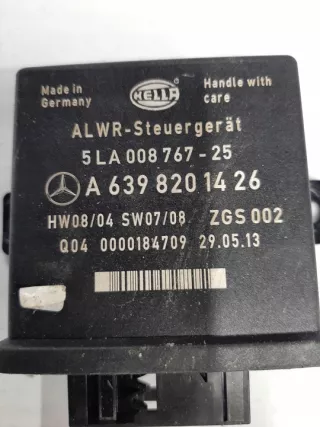 Made in Germany
HELLA
Handle with care
ALWR-Steuergerät
5LA 008 767-25
A 639 820 14 26
HW08/04 SW07/08 ZGS 002
Q04 0000184709 29.05.13